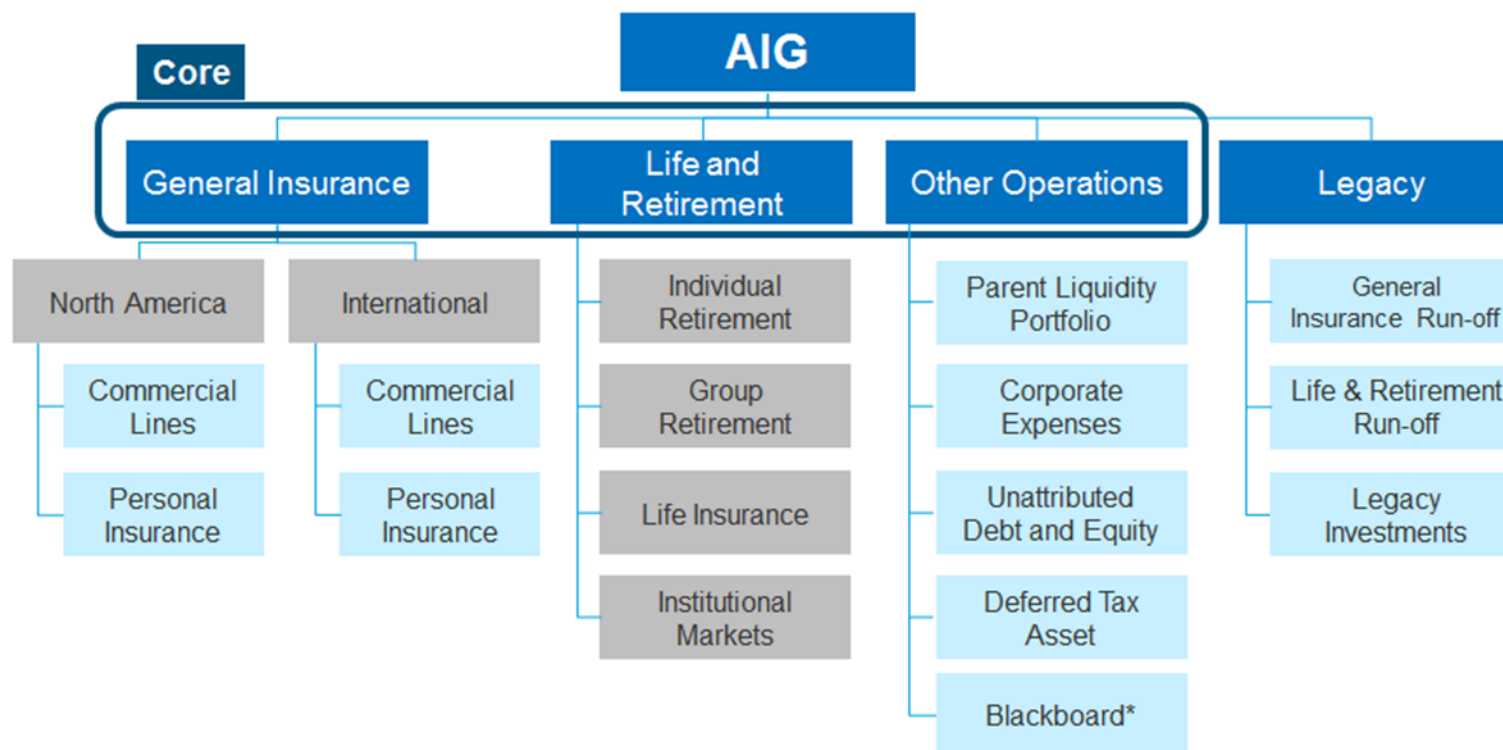 AIG
Core
General Insurance
Life and
Retirement
Other Operations
Legacy
North America
International
Commercial
Lines
Personal
Insurance
Commercial
Lines
Personal
Insurance
Individual
Retirement
Group
Retirement
Life Insurance
Institutional
Markets
Parent Liquidity
Portfolio
Corporate
Expenses
Unattributed
Debt and Equity
Deferred Tax
Asset
Blackboard*
General
Insurance Run-off
Life & Retirement
Run-off
Legacy
Investments